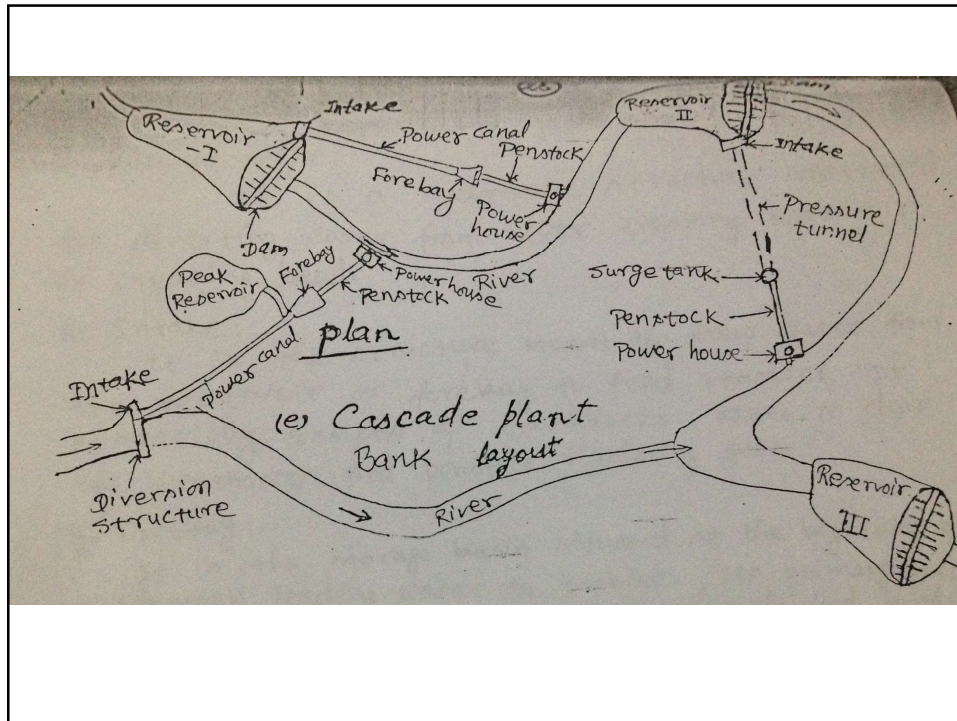 Intake
Reservoir
-I
Power canal
Penstock
Forebay
Power
house
Dam
Reservoir
II
Intake
Pressure
tunnel
Surge tank
Penstock
Power house
Peak
Reservoir
Forebay
Powerhouse
Penstock
River
plan
Power canal
Intake
Diversion
structure
(e) Cascade plant
Bank layout
River
Reservoir
III